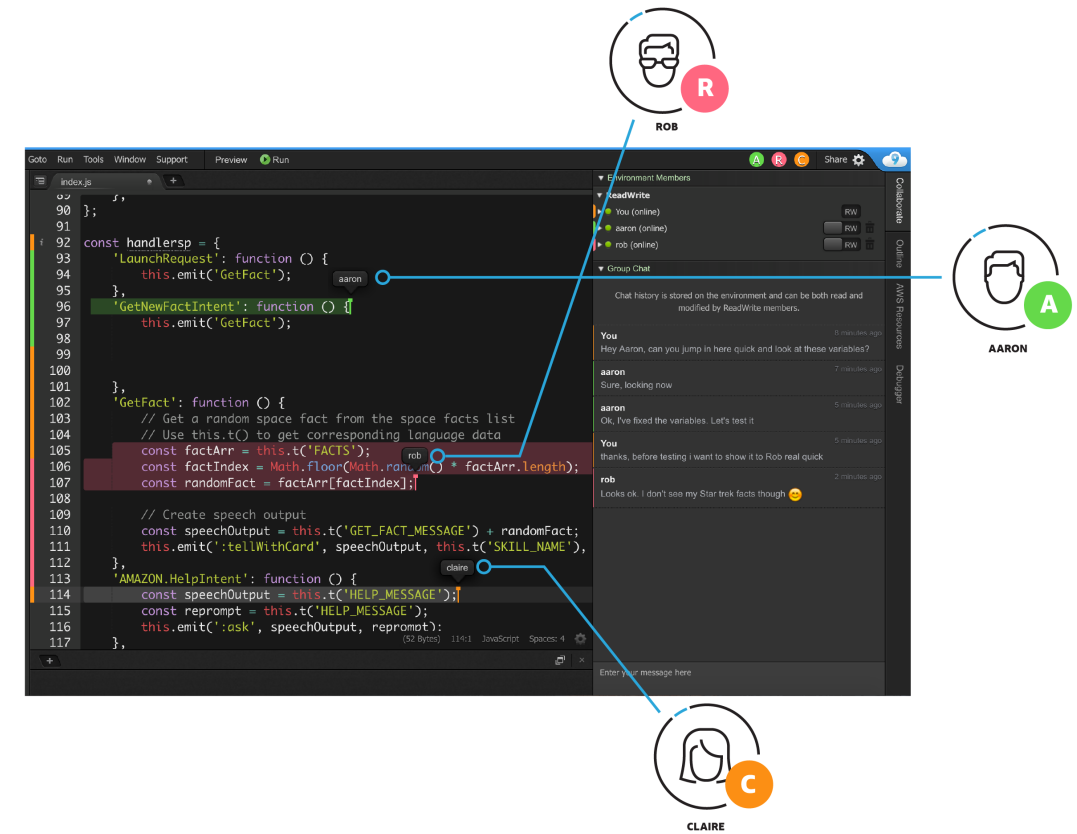 R
ROB
Goto Run Tools Window Support Preview Run A R C Share 9
index.js +
89 },
90 };
91
i 92 const handlersp = {
93 'LaunchRequest': function () {
94 this.emit('GetFact');
95 },
96 'GetNewFactIntent': function () {
97 this.emit('GetFact');
98
99
100
101 },
102 'GetFact': function () {
103 // Get a random space fact from the space facts list
104 // Use this.t() to get corresponding language data
105 const factArr = this.t('FACTS');
106 const factIndex = Math.floor(Math.random() * factArr.length);
107 const randomFact = factArr[factIndex];
108
109 // Create speech output
110 const speechOutput = this.t('GET_FACT_MESSAGE') + randomFact;
111 this.emit(':tellWithCard', speechOutput, this.t('SKILL_NAME'),
112 },
113 'AMAZON.HelpIntent': function () {
114 const speechOutput = this.t('HELP_MESSAGE');
115 const reprompt = this.t('HELP_MESSAGE');
116 this.emit(':ask', speechOutput, reprompt);
117 },
aaron
rob
claire
(52 Bytes) 114:1 JavaScript Spaces: 4
+
Environment Members
ReadWrite
You (online) RW
aaron (online) RW
rob (online) RW
Group Chat
Chat history is stored on the environment and can be both read and
modified by ReadWrite members.
You 8 minutes ago
Hey Aaron, can you jump in here quick and look at these variables?
aaron 7 minutes ago
Sure, looking now
aaron 5 minutes ago
Ok, I've fixed the variables. Let's test it
You 5 minutes ago
thanks, before testing i want to show it to Rob real quick
rob 2 minutes ago
Looks ok. I don't see my Star trek facts though 😊
Enter your message here
Collaborate
Outline
AWS Resources
Debugger
A
AARON
C
CLAIRE